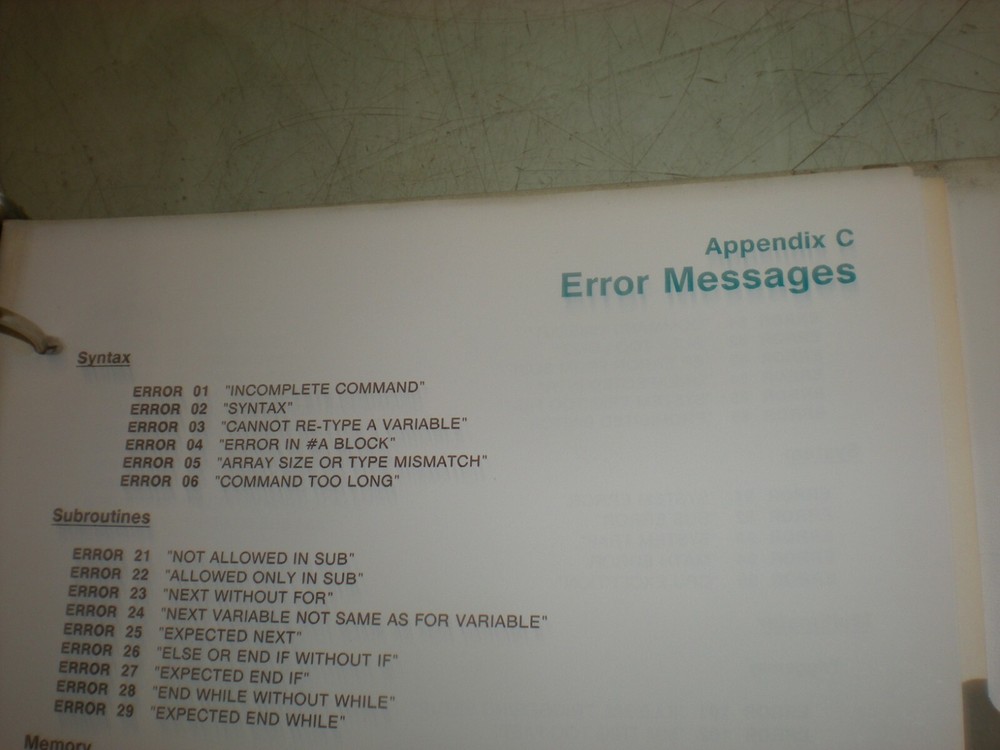 Appendix C
Error Messages
Syntax
ERROR 01 "INCOMPLETE COMMAND"
ERROR 02 "SYNTAX"
ERROR 03 "CANNOT RE-TYPE A VARIABLE"
ERROR 04 "ERROR IN #A BLOCK"
ERROR 05 "ARRAY SIZE OR TYPE MISMATCH"
ERROR 06 "COMMAND TOO LONG"
Subroutines
ERROR 21 "NOT ALLOWED IN SUB"
ERROR 22 "ALLOWED ONLY IN SUB"
ERROR 23 "NEXT WITHOUT FOR"
ERROR 24 "NEXT VARIABLE NOT SAME AS FOR VARIABLE"
ERROR 25 "EXPECTED NEXT"
ERROR 26 "ELSE OR END IF WITHOUT IF"
ERROR 27 "EXPECTED END IF"
ERROR 28 "END WHILE WITHOUT WHILE"
ERROR 29 "EXPECTED END WHILE"
Memory